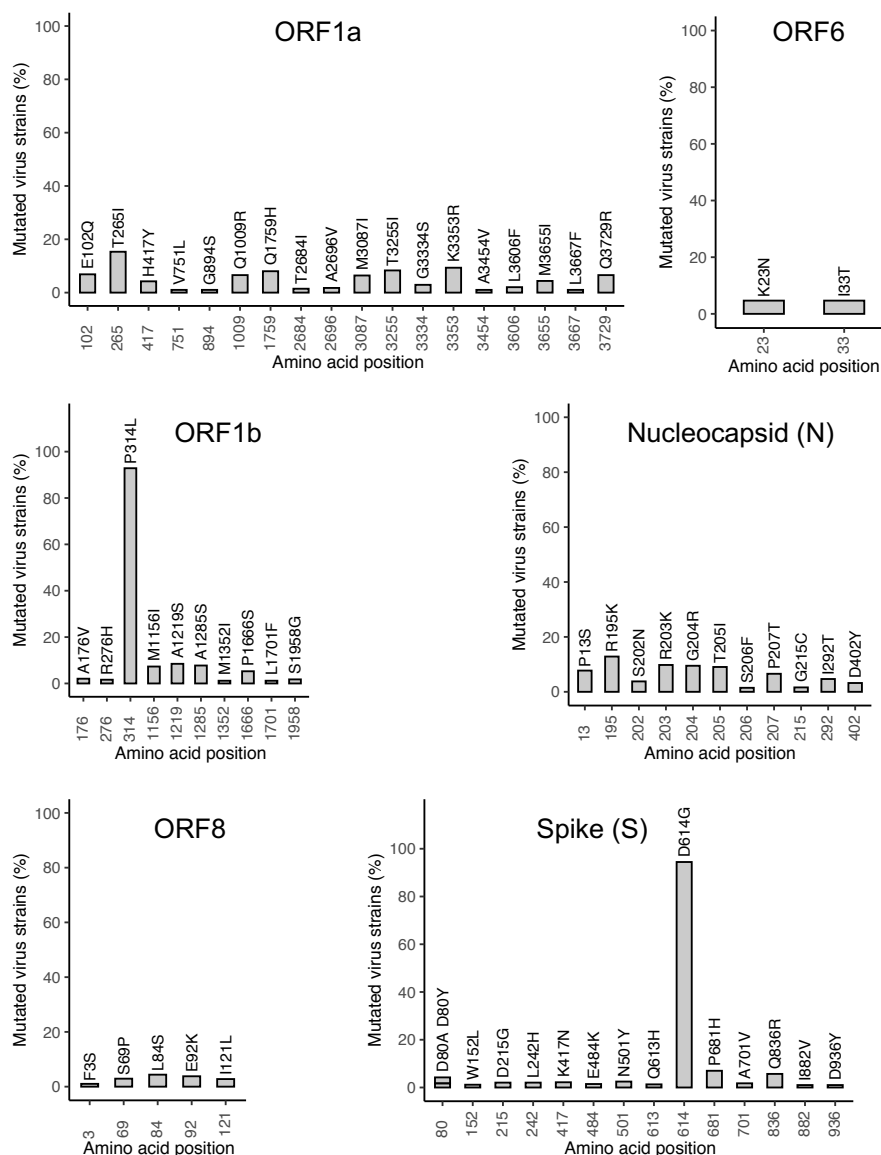 ORF1a
Mutated virus strains (%)
100
80
60
40
20
0
E102Q
T265I
H417Y
V751L
G894S
Q1009R
Q1759H
T2684I
A2696V
M3087I
T3255I
G3334S
K3353R
A3454V
L3606F
M3655I
L3667F
Q3729R
102
265
417
751
894
1009
1759
2684
2696
3087
3255
3334
3353
3454
3606
3655
3667
3729
Amino acid position
ORF6
Mutated virus strains (%)
100
80
60
40
20
0
K23N
I33T
23
33
Amino acid position
ORF1b
Mutated virus strains (%)
100
80
60
40
20
0
A176V
R276H
P314L
M1156I
A1219S
A1285S
M1352I
P1666S
L1701F
S1958G
176
276
314
1156
1219
1285
1352
1666
1701
1958
Amino acid position
Nucleocapsid (N)
Mutated virus strains (%)
100
80
60
40
20
0
P13S
R195K
S202N
R203K
G204R
T205I
S206F
P207T
G215C
I292T
D402Y
13
195
202
203
204
205
206
207
215
292
402
Amino acid position
ORF8
Mutated virus strains (%)
100
80
60
40
20
0
F3S
S69P
L84S
E92K
I121L
3
69
84
92
121
Amino acid position
Spike (S)
Mutated virus strains (%)
100
80
60
40
20
0
D80A D80Y
W152L
D215G
L242H
K417N
E484K
N501Y
Q613H
D614G
P681H
A701V
Q836R
I882V
D936Y
80
152
215
242
417
484
501
613
614
681
701
836
882
936
Amino acid position